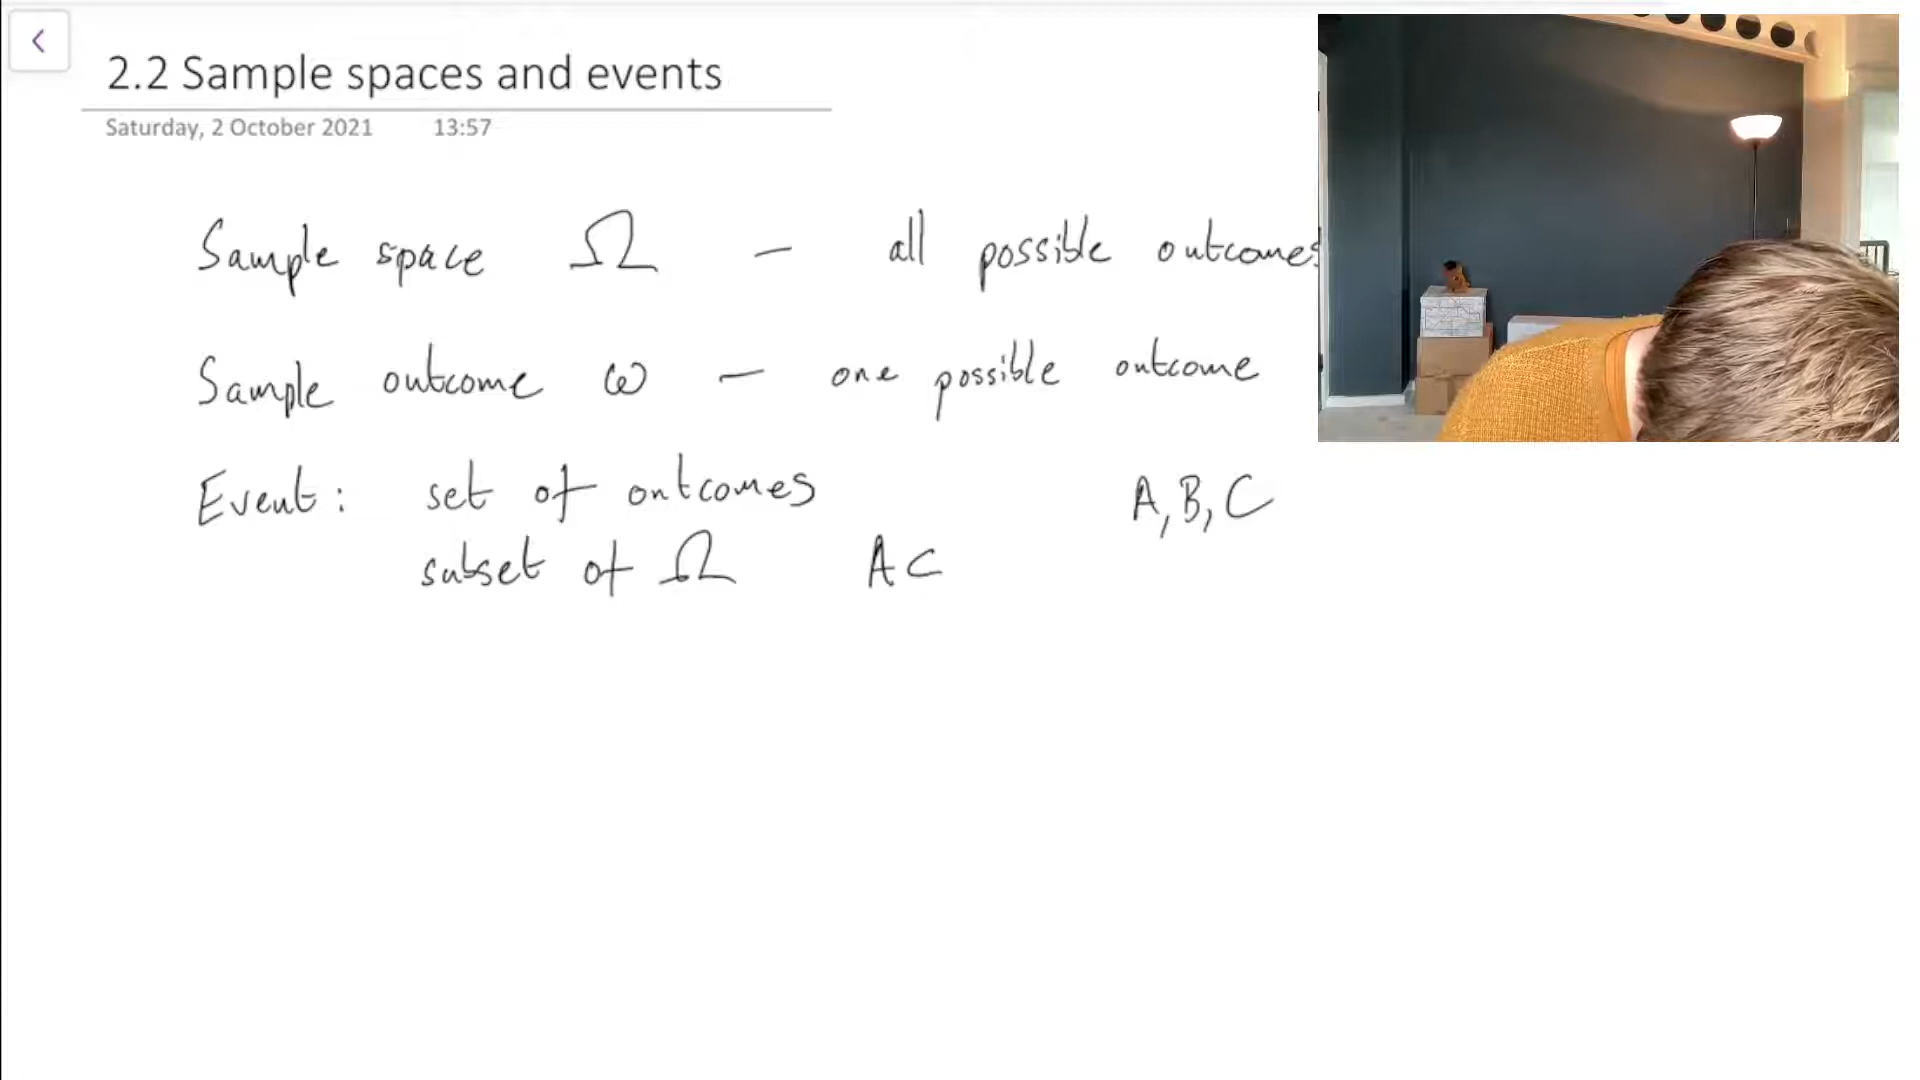 2.2 Sample spaces and events
Saturday, 2 October 2021 13:57
Sample space Ω – all possible outcomes
Sample outcome ω – one possible outcome
Event: set of outcomes A, B, C
subset of Ω A ⊂